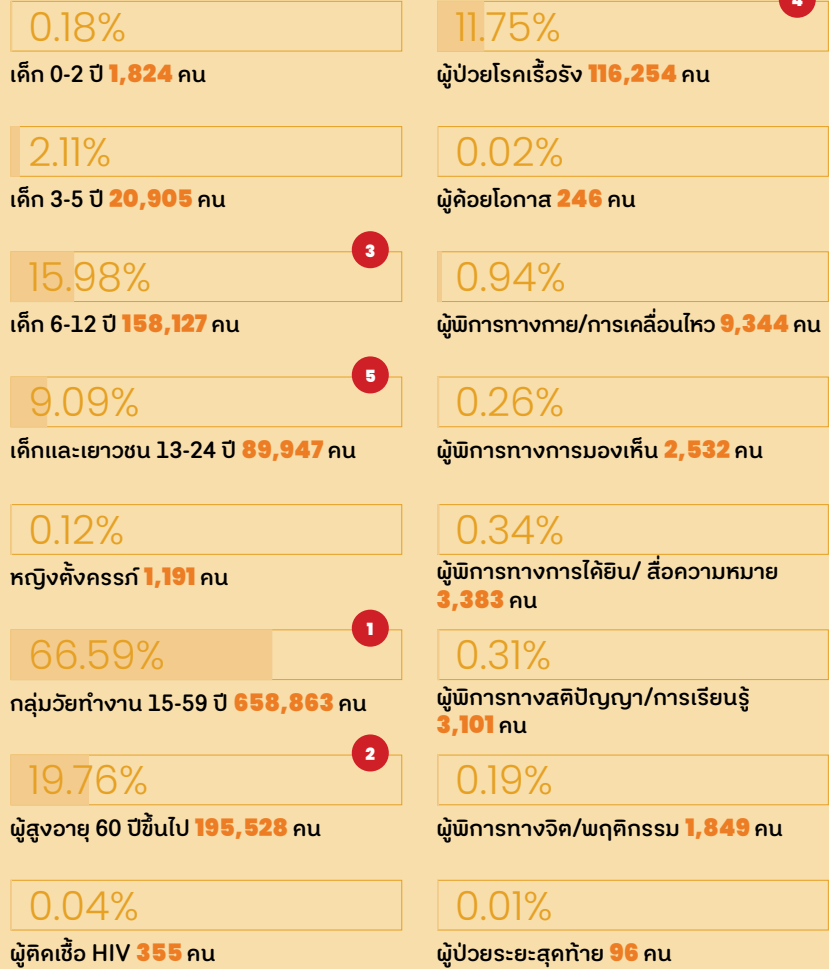 0.18%
เด็ก 0-2 ปี 1,824 คน
2.11%
เด็ก 3-5 ปี 20,905 คน
3
15.98%
เด็ก 6-12 ปี 158,127 คน
5
9.09%
เด็กและเยาวชน 13-24 ปี 89,947 คน
0.12%
หญิงตั้งครรภ์ 1,191 คน
1
66.59%
กลุ่มวัยทำงาน 15-59 ปี 658,863 คน
2
19.76%
ผู้สูงอายุ 60 ปีขึ้นไป 195,528 คน
0.04%
ผู้ติดเชื้อ HIV 355 คน
4
11.75%
ผู้ป่วยโรคเรื้อรัง 116,254 คน
0.02%
ผู้ด้อยโอกาส 246 คน
0.94%
ผู้พิการทางกาย/การเคลื่อนไหว 9,344 คน
0.26%
ผู้พิการทางการมองเห็น 2,532 คน
0.34%
ผู้พิการทางการได้ยิน/ สื่อความหมาย
3,383 คน
0.31%
ผู้พิการทางสติปัญญา/การเรียนรู้
3,101 คน
0.19%
ผู้พิการทางจิต/พฤติกรรม 1,849 คน
0.01%
ผู้ป่วยระยะสุดท้าย 96 คน